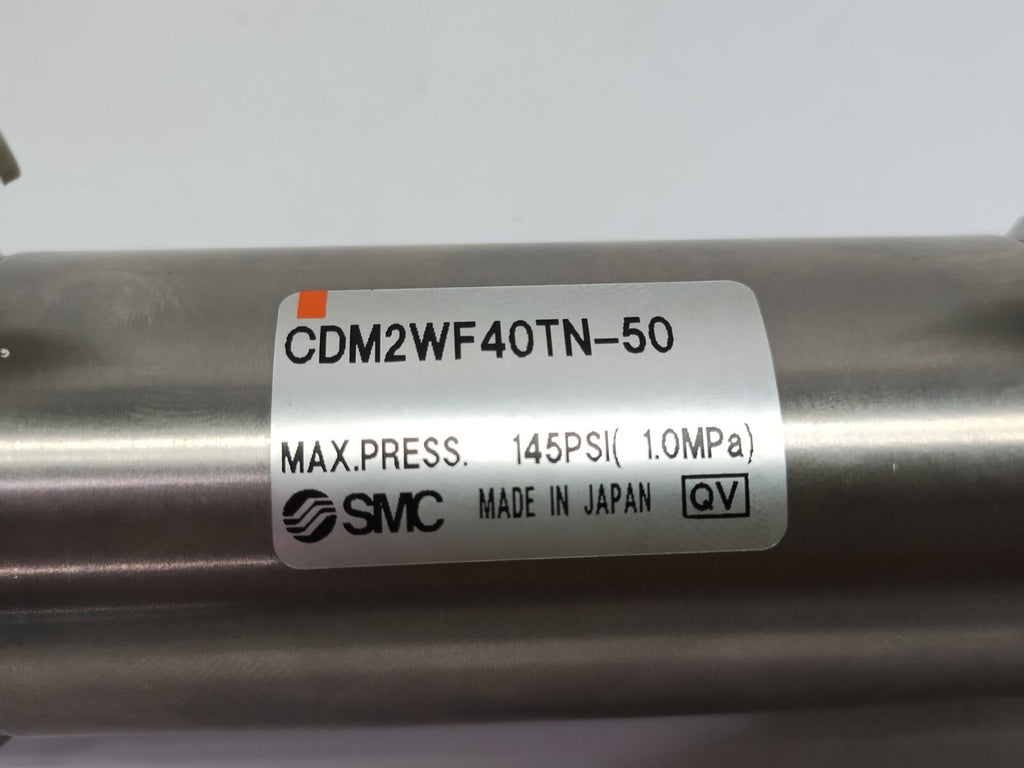 CDM2WF40TN-50
MAX.PRESS. 145PSI( 1.0MPa)
SMC MADE IN JAPAN QV